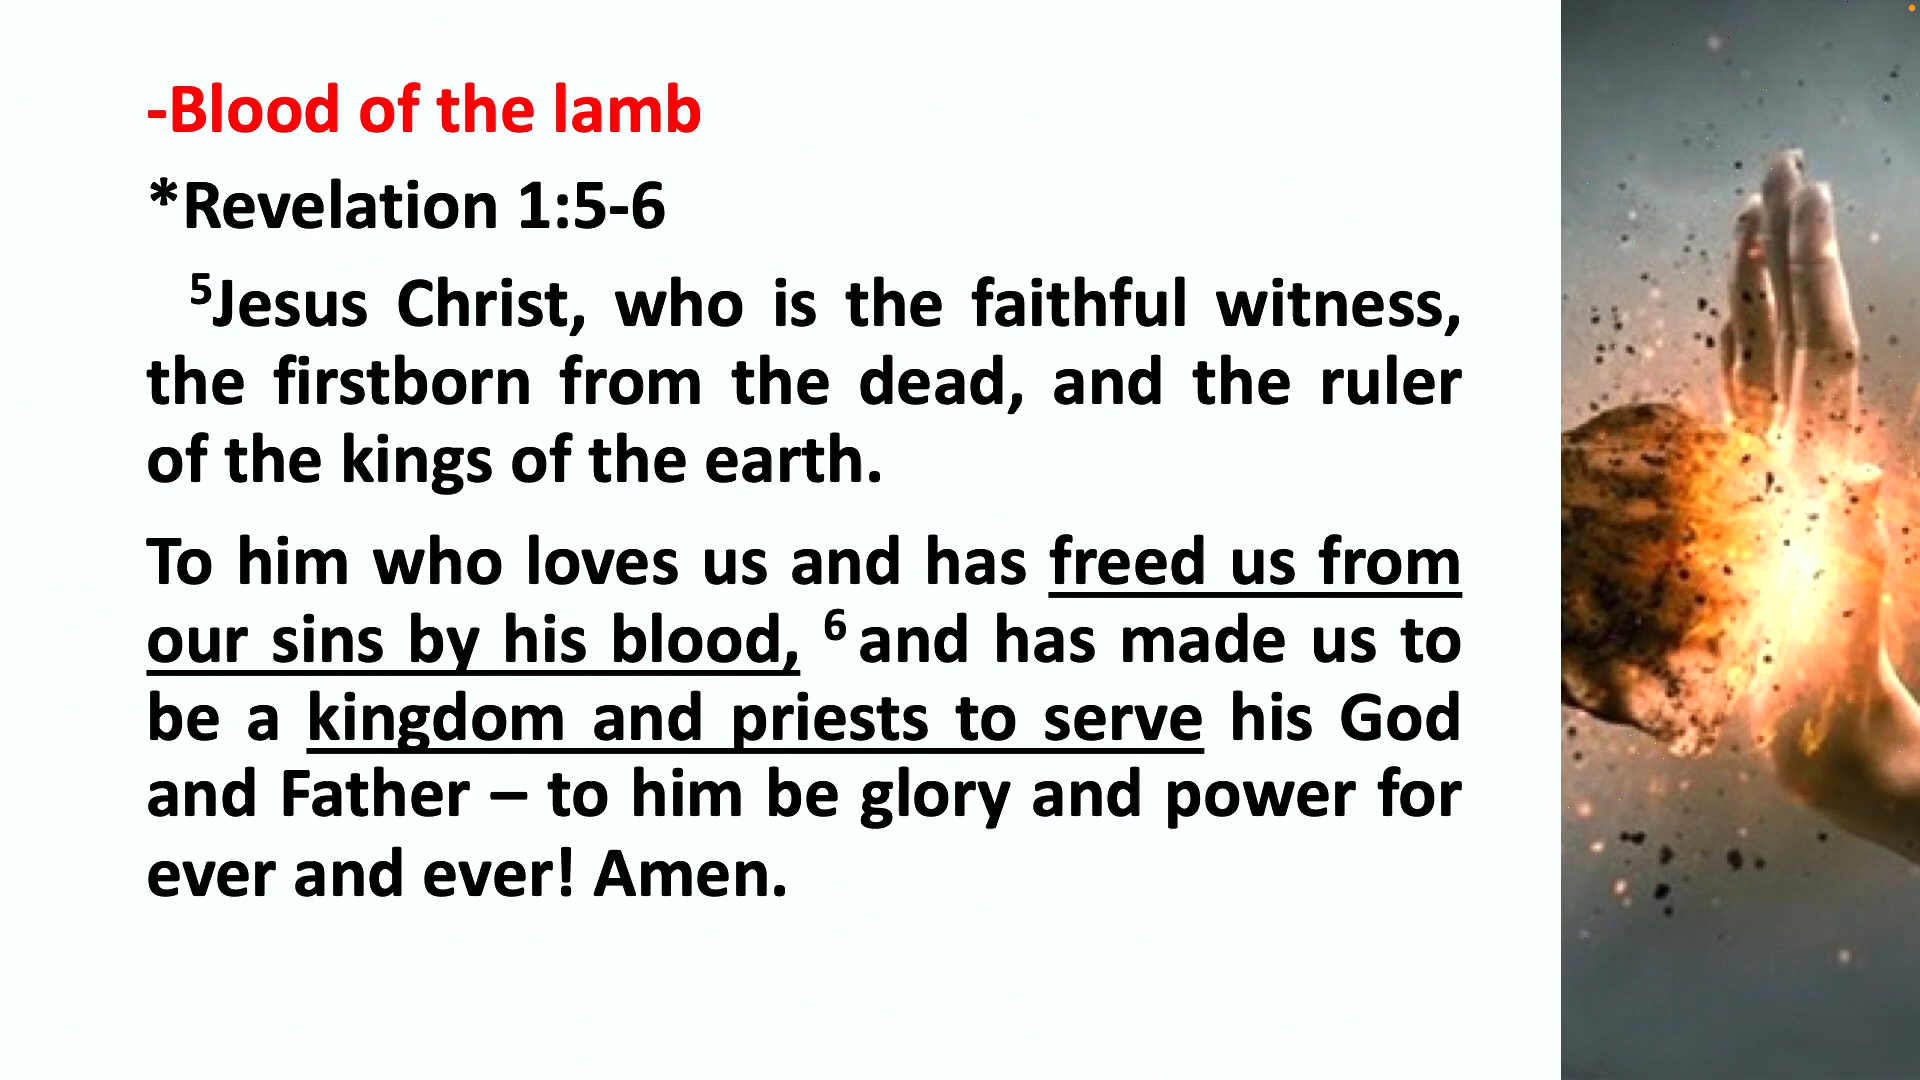 -Blood of the lamb
*Revelation 1:5-6
⁵Jesus Christ, who is the faithful witness,
the firstborn from the dead, and the ruler
of the kings of the earth.
To him who loves us and has freed us from
our sins by his blood, ⁶ and has made us to
be a kingdom and priests to serve his God
and Father – to him be glory and power for
ever and ever! Amen.